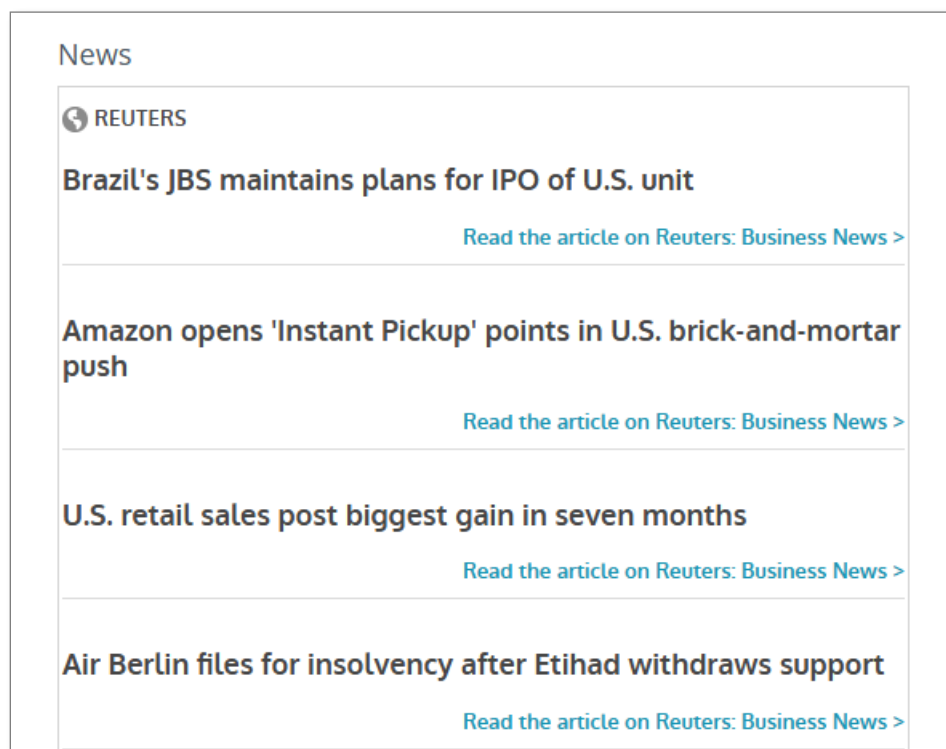 News
REUTERS
Brazil's JBS maintains plans for IPO of U.S. unit
Read the article on Reuters: Business News >
Amazon opens 'Instant Pickup' points in U.S. brick-and-mortar
push
Read the article on Reuters: Business News >
U.S. retail sales post biggest gain in seven months
Read the article on Reuters: Business News >
Air Berlin files for insolvency after Etihad withdraws support
Read the article on Reuters: Business News >